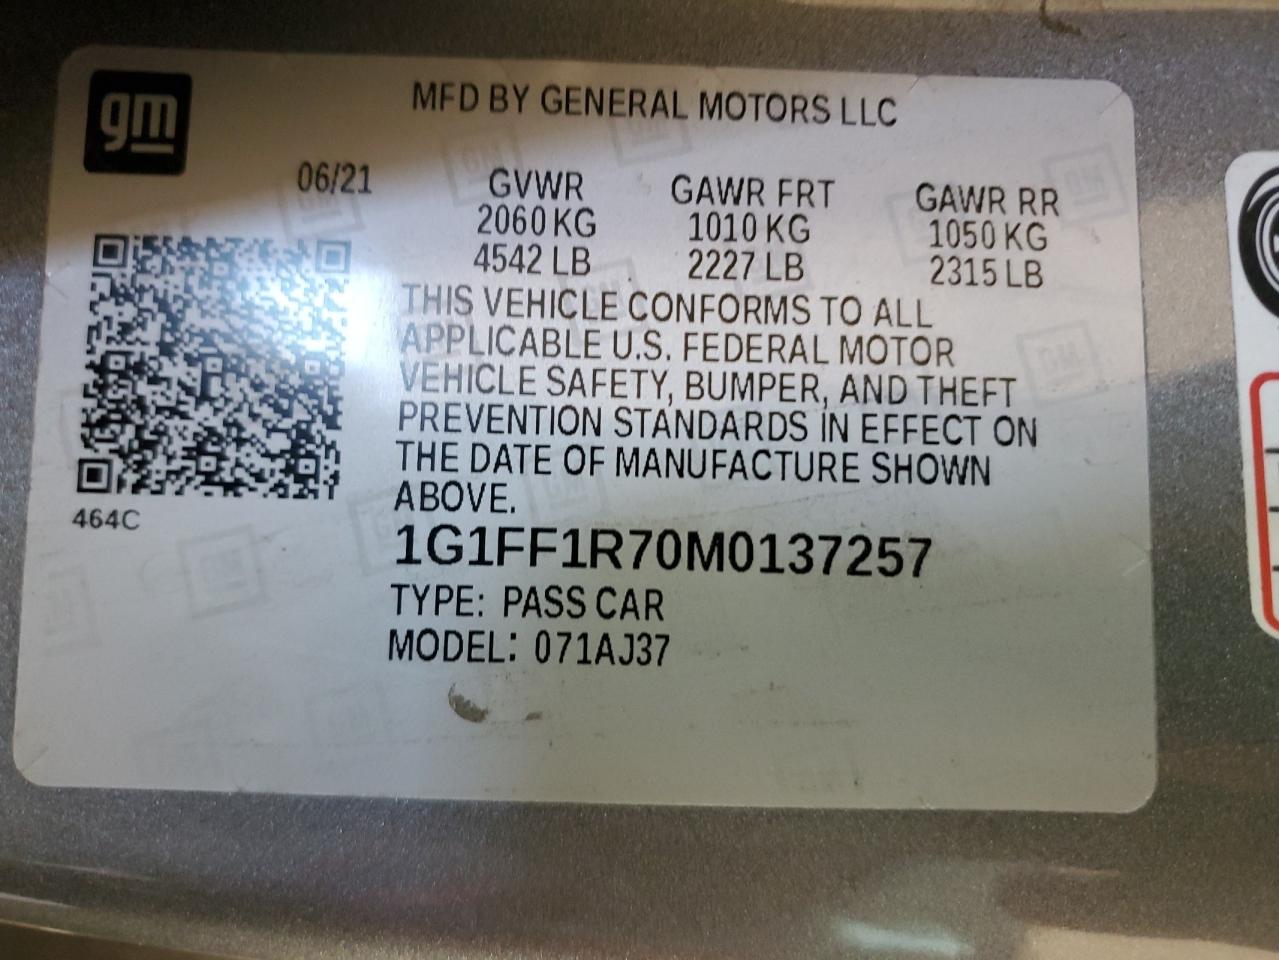 gm
MFD BY GENERAL MOTORS LLC
06/21
GVWR GAWR FRT GAWR RR
2060 KG 1010 KG 1050 KG
4542 LB 2227 LB 2315 LB
THIS VEHICLE CONFORMS TO ALL
APPLICABLE U.S. FEDERAL MOTOR
VEHICLE SAFETY, BUMPER, AND THEFT
PREVENTION STANDARDS IN EFFECT ON
THE DATE OF MANUFACTURE SHOWN
ABOVE.
464C
1G1FF1R70M0137257
TYPE: PASS CAR
MODEL: 071AJ37